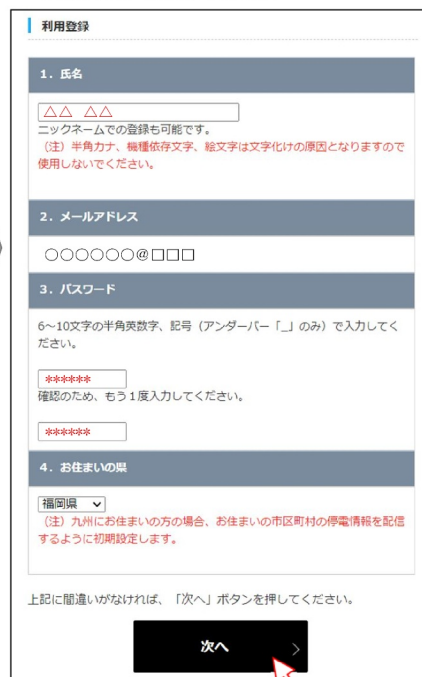 利用登録
1. 氏名
△△ △△
ニックネームでの登録も可能です。
（注）半角カナ、機種依存文字、絵文字は文字化けの原因となりますので
使用しないでください。
2. メールアドレス
○○○○○○@□□□
3. パスワード
6～10文字の半角英数字、記号（アンダーバー「_」のみ）で入力してく
ださい。
******
確認のため、もう１度入力してください。
******
4. お住まいの県
福岡県
（注）九州にお住まいの方の場合、お住まいの市区町村の停電情報を配信
するように初期設定します。
上記に間違いがなければ、「次へ」ボタンを押してください。
次へ